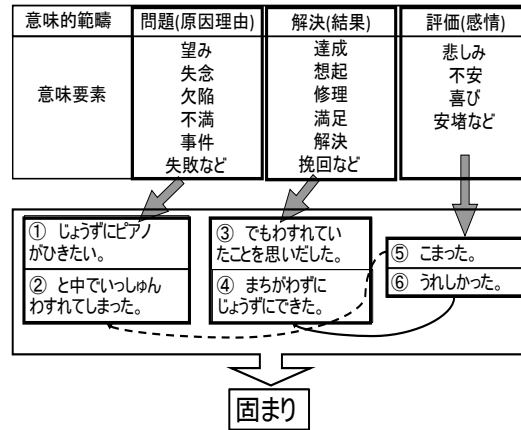 意味的範疇
問題(原因理由)
解決(結果)
評価(感情)
意味要素
望み
失念
欠陥
不満
事件
失敗など
達成
想起
修理
満足
解決
挽回など
悲しみ
不安
喜び
安堵など
① じょうずにピアノ
がひきたい。
② と中でいっしゅん
わすれてしまった。
③ でもわすれてい
たことを思いだした。
④ まちがわずに
じょうずにできた。
⑤ こまった。
⑥ うれしかった。
固まり